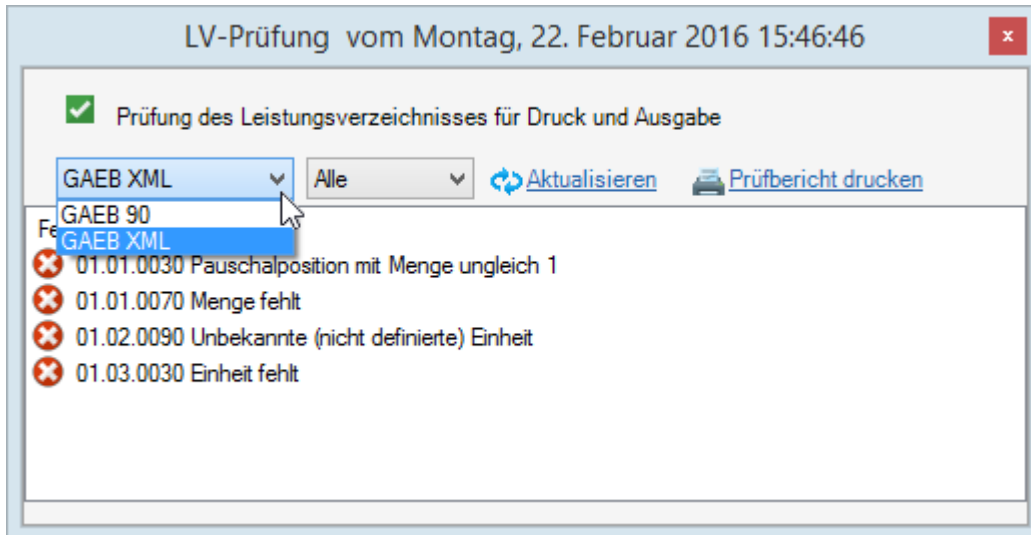 LV-Prüfung vom Montag, 22. Februar 2016 15:46:46
x
Prüfung des Leistungsverzeichnisses für Druck und Ausgabe
GAEB XML Alle Aktualisieren Prüfbericht drucken
GAEB 90
GAEB XML
01.01.0030 Pauschalposition mit Menge ungleich 1
01.01.0070 Menge fehlt
01.02.0090 Unbekannte (nicht definierte) Einheit
01.03.0030 Einheit fehlt